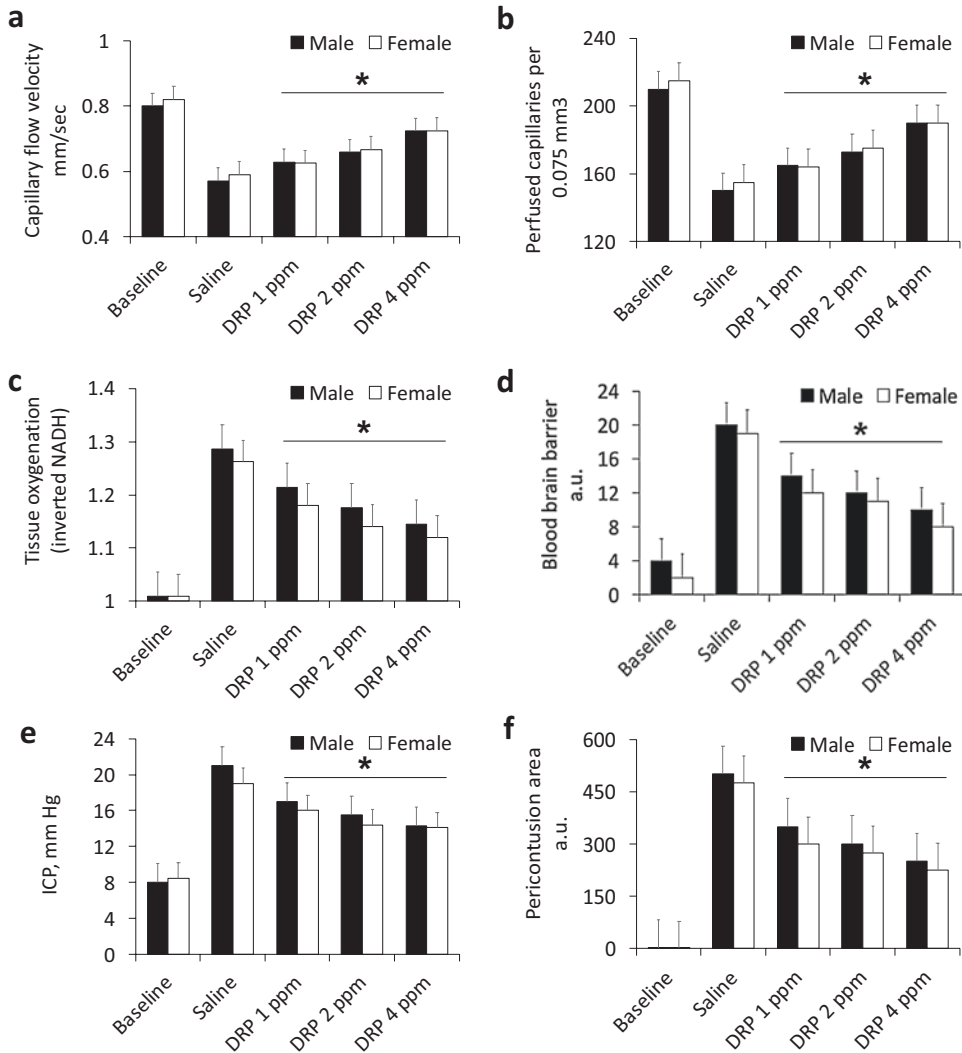 a
Capillary flow velocity
mm/sec
1
0.8
0.6
0.4
Male
Female
*
Baseline
Saline
DRP 1 ppm
DRP 2 ppm
DRP 4 ppm
b
Perfused capillaries per
0.075 mm3
240
200
160
120
Male
Female
*
Baseline
Saline
DRP 1 ppm
DRP 2 ppm
DRP 4 ppm
c
Tissue oxygenation
(inverted NADH)
1.4
1.3
1.2
1.1
1
Male
Female
*
Baseline
Saline
DRP 1 ppm
DRP 2 ppm
DRP 4 ppm
d
Blood brain barrier
a.u.
24
20
16
12
8
4
0
Male
Female
*
Baseline
Saline
DRP 1 ppm
DRP 2 ppm
DRP 4 ppm
e
ICP, mm Hg
24
20
16
12
8
4
0
Male
Female
*
Baseline
Saline
DRP 1 ppm
DRP 2 ppm
DRP 4 ppm
f
Pericontusion area
a.u.
600
450
300
150
0
Male
Female
*
Baseline
Saline
DRP 1 ppm
DRP 2 ppm
DRP 4 ppm